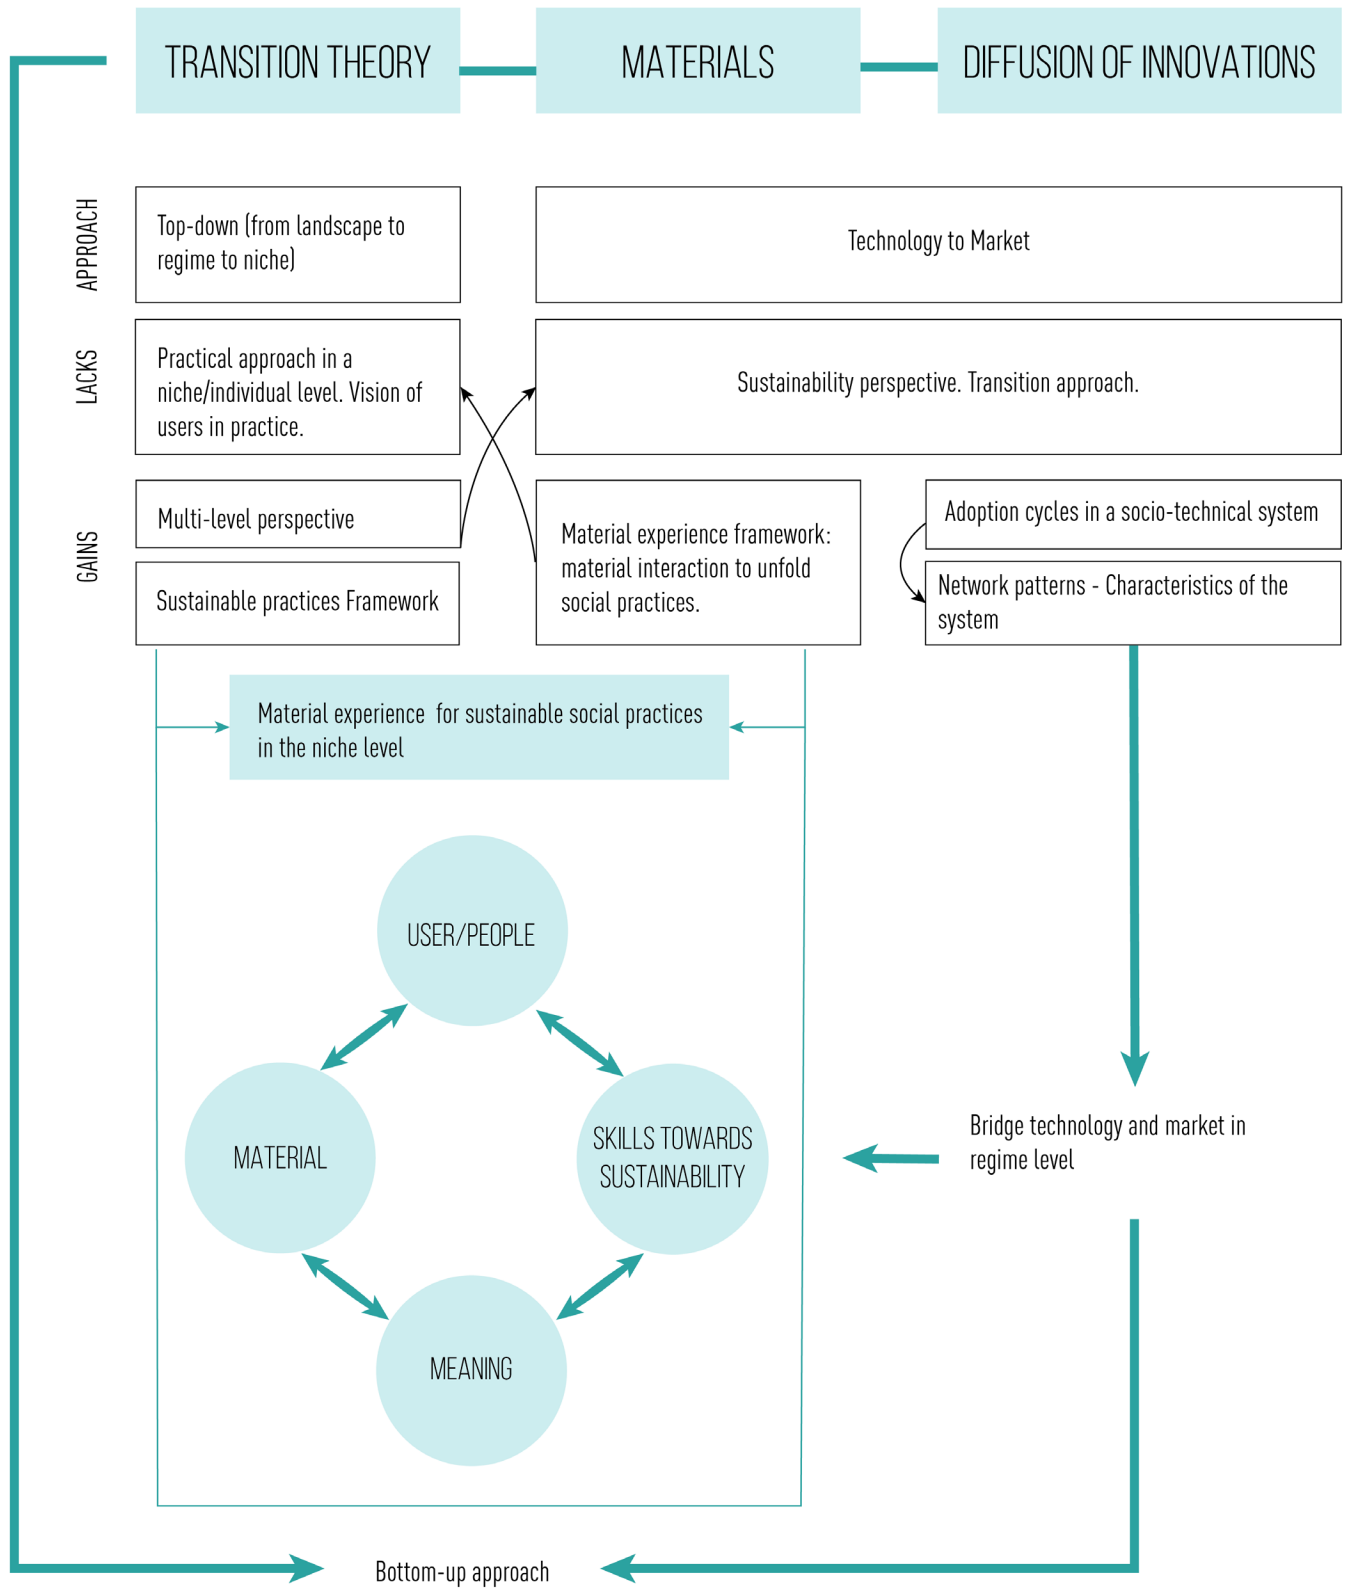 TRANSITION THEORY
MATERIALS
DIFFUSION OF INNOVATIONS
APPROACH
Top-down (from landscape to
regime to niche)
Technology to Market
LACKS
Practical approach in a
niche/individual level. Vision of
users in practice.
Sustainability perspective. Transition approach.
GAINS
Multi-level perspective
Sustainable practices Framework
Material experience framework:
material interaction to unfold
social practices.
Adoption cycles in a socio-technical system
Network patterns - Characteristics of the
system
Material experience for sustainable social practices
in the niche level
USER/PEOPLE
MATERIAL
SKILLS TOWARDS
SUSTAINABILITY
MEANING
Bridge technology and market in
regime level
Bottom-up approach